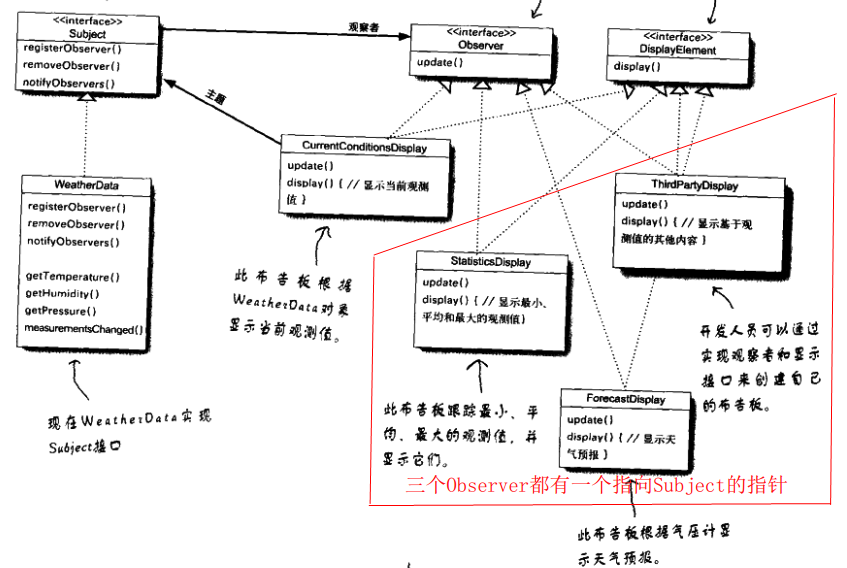 <<interface>>
Subject
registerObserver()
removeObserver()
notifyObservers()
观察者
<<interface>>
Observer
update()
<<interface>>
DisplayElement
display()
主题
CurrentConditionsDisplay
update()
display() { // 显示当前观测
值 }
WeatherData
registerObserver()
removeObserver()
notifyObservers()
getTemperature()
getHumidity()
getPressure()
measurementsChanged()
ThirdPartyDisplay
update()
display() { // 显示基于观
测值的其他内容 }
StatisticsDisplay
update()
display() { // 显示最小、
平均和最大的观测值}
此布告板根据
WeatherData对象
显示当前观测值。
开发人员可以通过
实现观察者和显示
接口来创建自己
的布告板。
现在WeatherData实现
Subject接口
此布告板跟踪最小、平
均、最大的观测值，并
显示它们。
ForecastDisplay
update()
display() { // 显示天
气预报 }
三个Observer都有一个指向Subject的指针
此布告板根据气压计显
示天气预报。